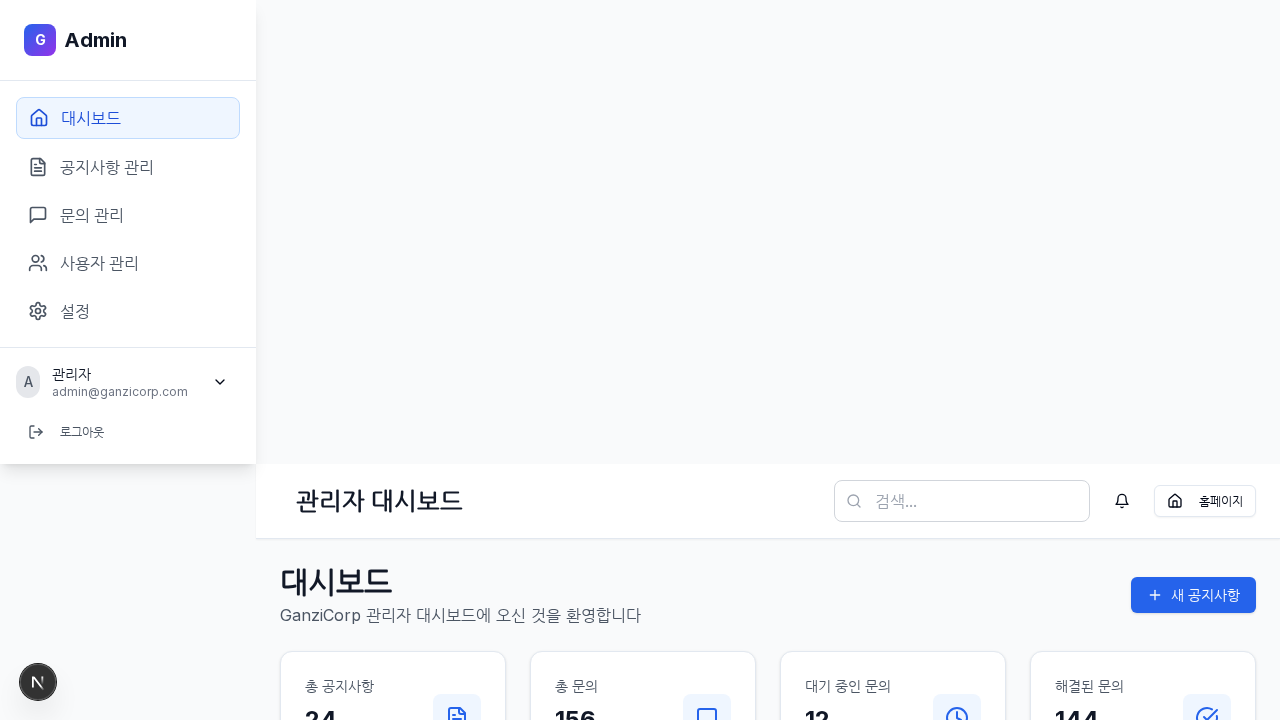 G Admin
대시보드
공지사항 관리
문의 관리
사용자 관리
설정
A 관리자
admin@ganzicorp.com
로그아웃
관리자 대시보드
검색...
홈페이지
대시보드
GanziCorp 관리자 대시보드에 오신 것을 환영합니다
새 공지사항
총 공지사항
24
총 문의
156
대기 중인 문의
12
해결된 문의
144
N